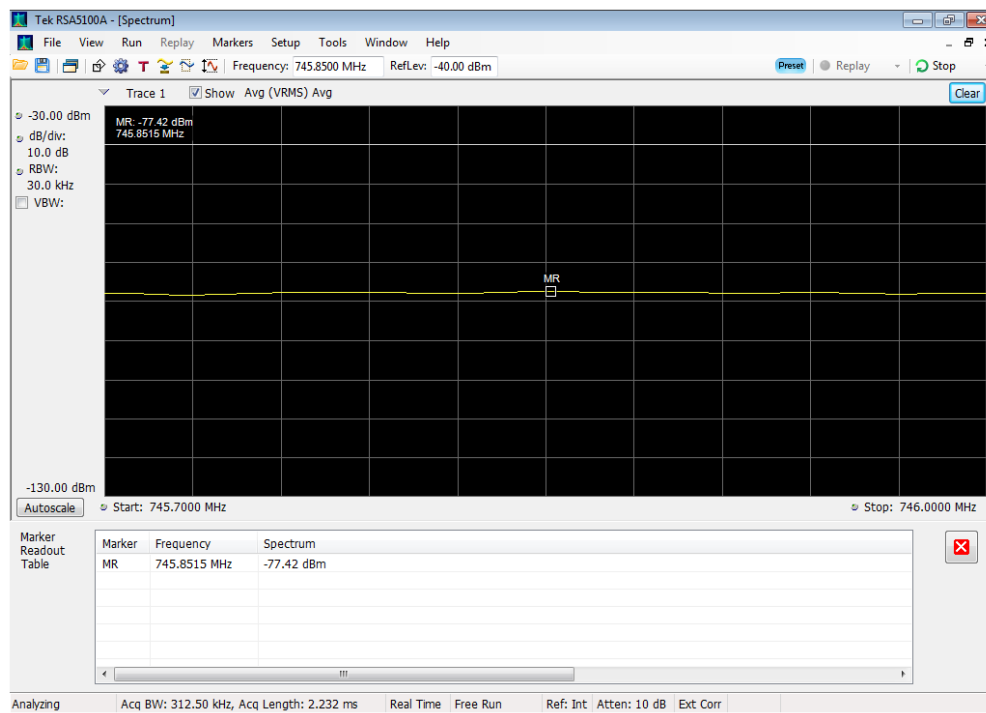 Tek RSA5100A - [Spectrum]
File View Run Replay Markers Setup Tools Window Help
T Frequency: 745.8500 MHz RefLev: -40.00 dBm Preset Replay Stop
Trace 1 Show Avg (VRMS) Avg Clear
-30.00 dBm
dB/div:
10.0 dB
RBW:
30.0 kHz
VBW:
MR: -77.42 dBm
745.8515 MHz
MR
-130.00 dBm
Autoscale Start: 745.7000 MHz Stop: 746.0000 MHz
Marker Readout Table
Marker Frequency Spectrum
MR 745.8515 MHz -77.42 dBm
Analyzing Acq BW: 312.50 kHz, Acq Length: 2.232 ms Real Time Free Run Ref: Int Atten: 10 dB Ext Corr